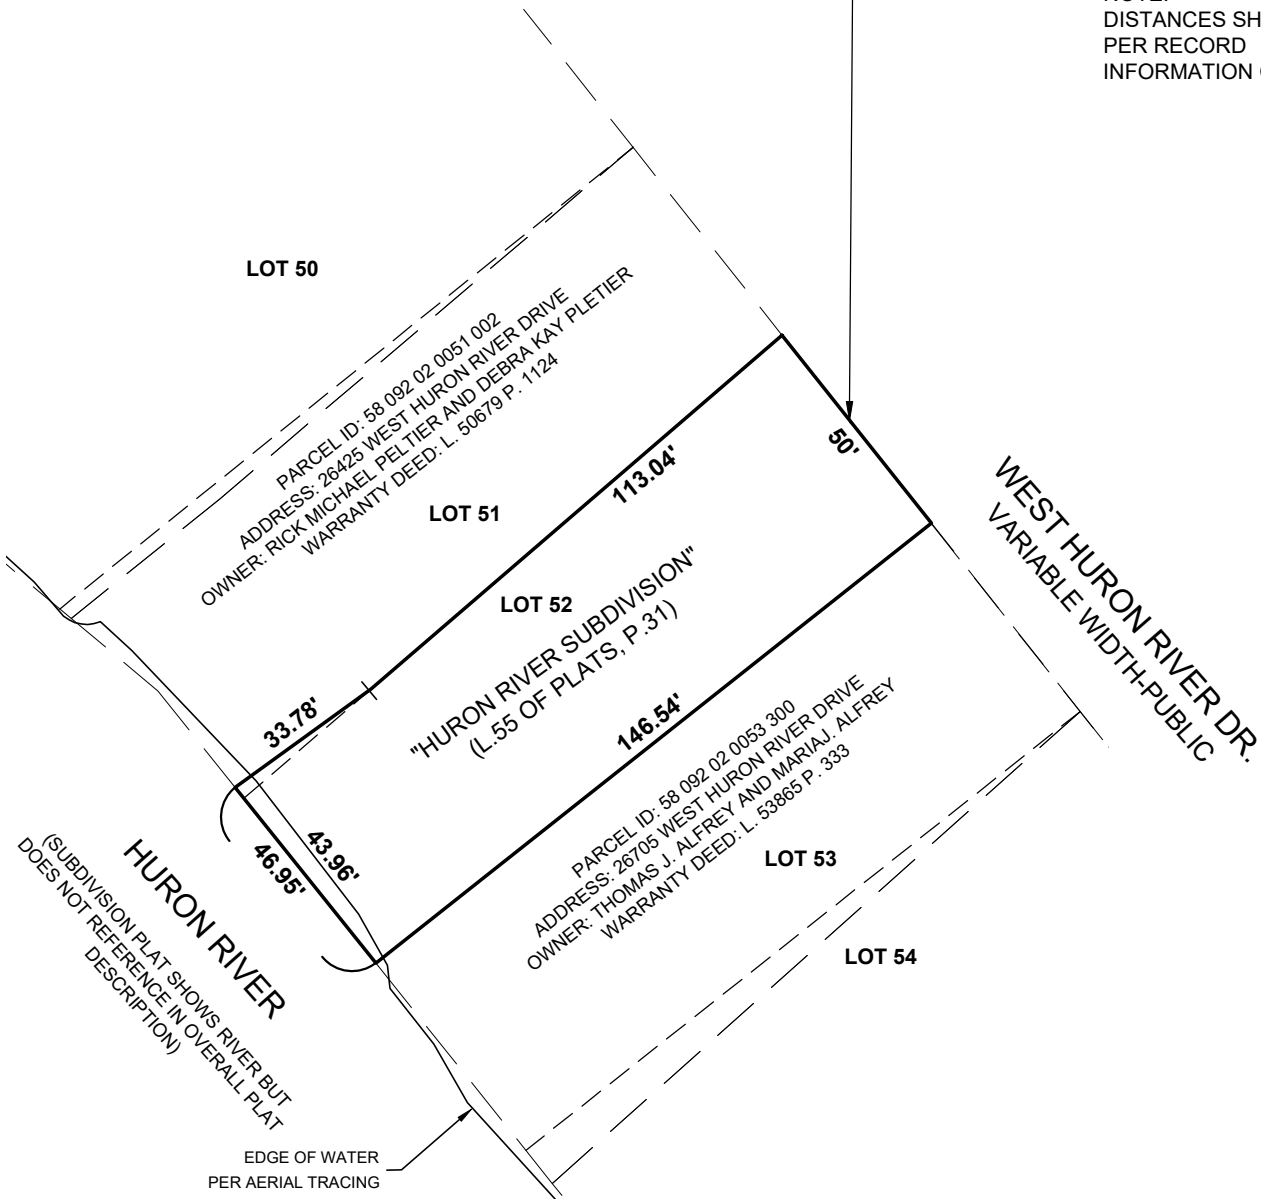 DISTANCES SH
PER RECORD
INFORMATION
LOT 50
PARCEL ID: 58 092 02 0051 002
ADDRESS: 26425 WEST HURON RIVER DRIVE
OWNER: RICK MICHAEL PELTIER AND DEBRA KAY PLETIER
WARRANTY DEED: L. 50679 P. 1124
LOT 51
113.04'
50'
WEST HURON RIVER DR.
VARIABLE WIDTH-PUBLIC
LOT 52
"HURON RIVER SUBDIVISION"
(L.55 OF PLATS, P.31)
33.78'
146.54'
43.96'
46.95'
PARCEL ID: 58 092 02 0053 300
ADDRESS: 26705 WEST HURON RIVER DRIVE
OWNER: THOMAS J. ALFREY AND MARIAJ. ALFREY
WARRANTY DEED: L. 53865 P. 333
LOT 53
LOT 54
HURON RIVER
(SUBDIVISION PLAT SHOWS RIVER BUT
DOES NOT REFERENCE IN OVERALL PLAT
DESCRIPTION)
EDGE OF WATER
PER AERIAL TRACING